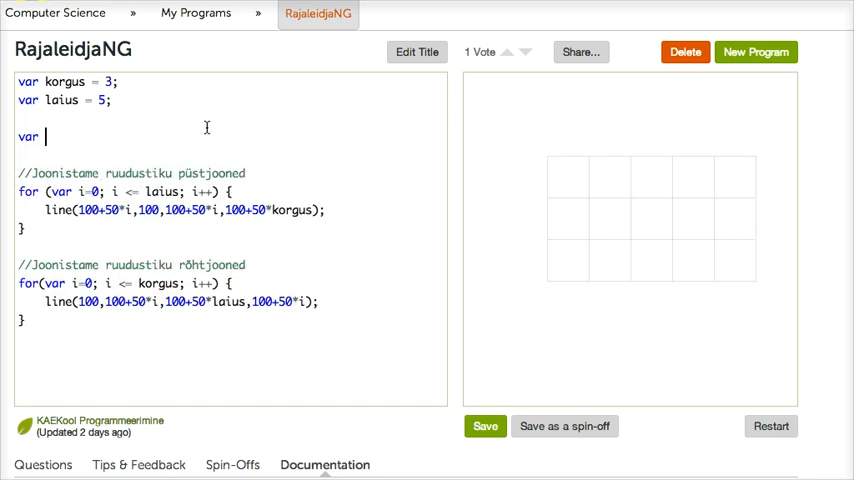 Computer Science » My Programs » RajaleidjaNG
RajaleidjaNG Edit Title 1 Vote Share... Delete New Program
var korgus = 3;
var laius = 5;
var
//Joonistame ruudustiku püstjooned
for (var i=0; i <= laius; i++) {
line(100+50*i,100,100+50*i,100+50*korgus);
}
//Joonistame ruudustiku rõhtjooned
for(var i=0; i <= korgus; i++) {
line(100,100+50*i,100+50*laius,100+50*i);
}
KAEKool Programmeerimine
(Updated 2 days ago)
Save Save as a spin-off Restart
Questions Tips & Feedback Spin-Offs Documentation